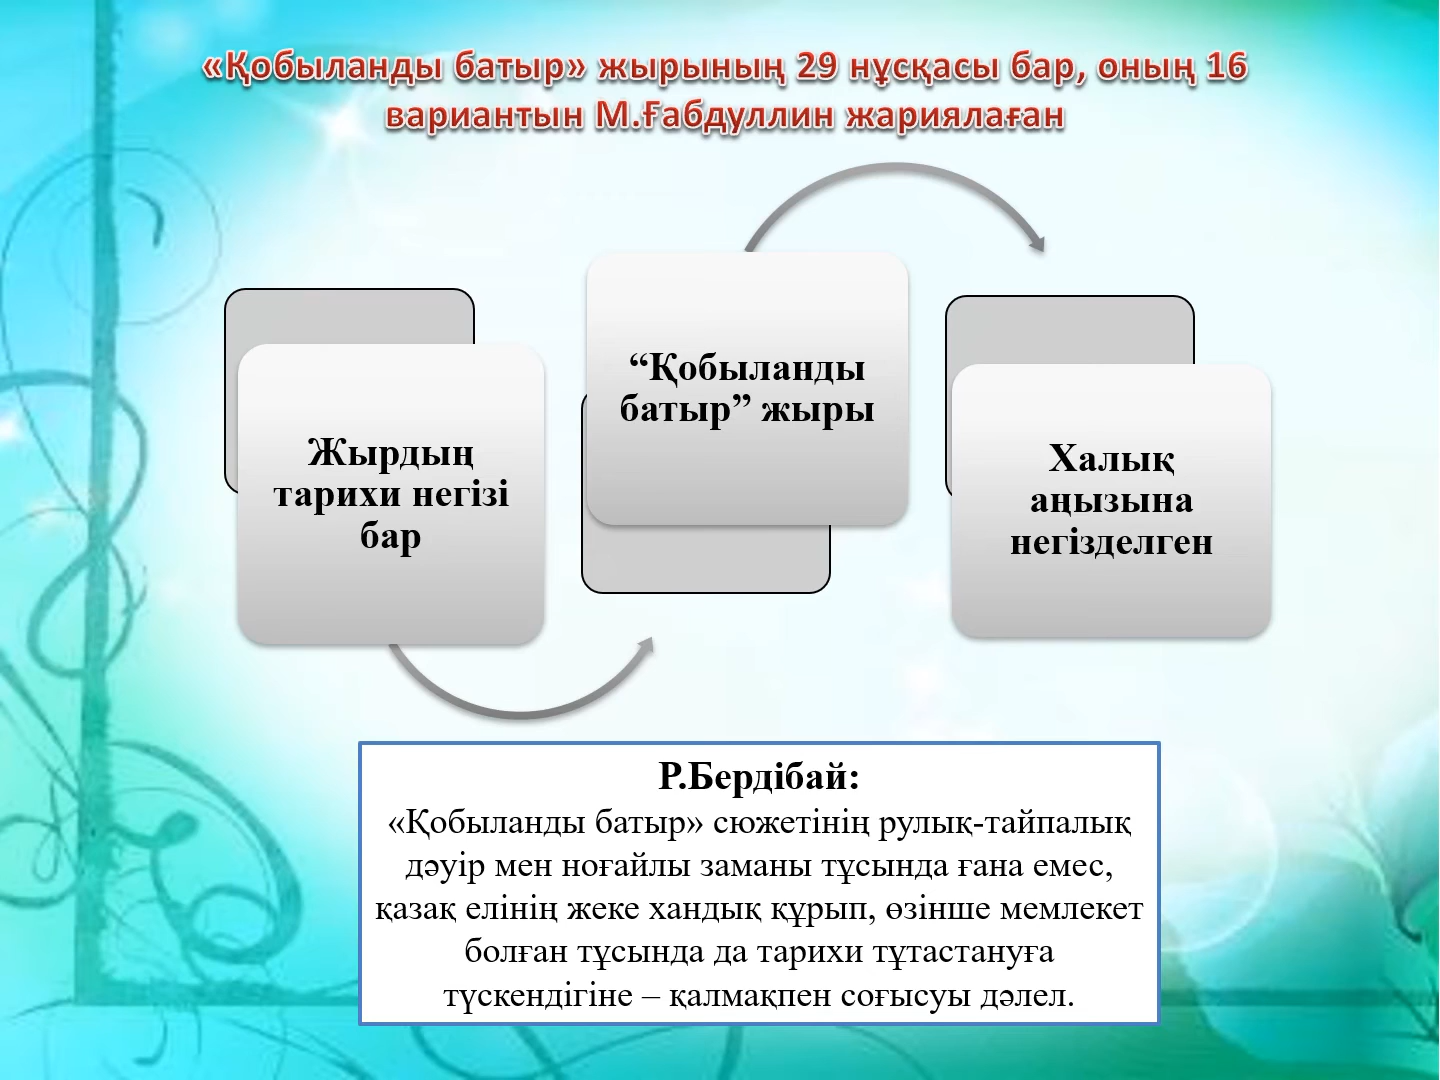 «Қобыланды батыр» жырының 29 нұсқасы бар, оның 16
вариантын М.Ғабдуллин жариялаған
Жырдың
тарихи негізі
бар
“Қобыланды
батыр” жыры
Халық
аңызына
негізделген
Р.Бердібай:
«Қобыланды батыр» сюжетінің рулық-тайпалық
дәуір мен ноғайлы заманы тұсында ғана емес,
қазақ елінің жеке хандық құрып, өзінше мемлекет
болған тұсында да тарихи тұтастануға
түскендігіне – қалмақпен соғысуы дәлел.